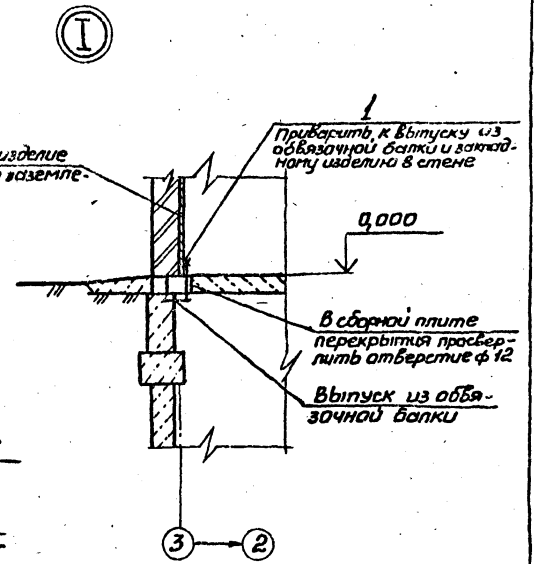 I
1
Приварить к выпуску из
обвязочной балки и заклад-
ному изделию в стене
изделие
заземле-
0,000
В сборной плите
перекрытия просвер-
лить отверстие ф 12
Выпуск из обвя-
зочной балки
3 2